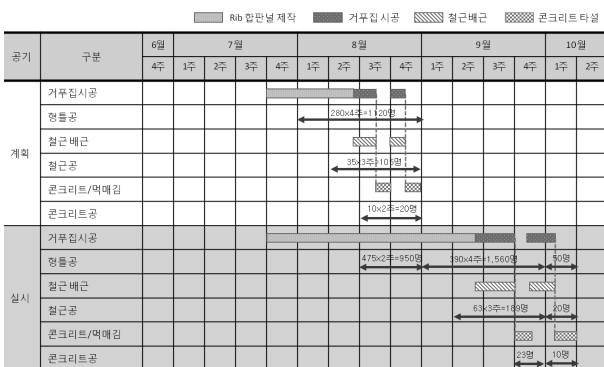 Rib 합판널 제작 거푸집 시공 철근배근 콘크리트 타설
공기 구분 6월 7월 8월 9월 10월
4주 1주 2주 3주 4주 1주 2주 3주 4주 1주 2주 3주 4주 1주 2주
계획
거푸집시공
형틀공 280x4주=1120명
철근 배근
철근공 35x3주=105명
콘크리트/먹매김
콘크리트공 10x2주=20명
실시
거푸집시공
형틀공 475x2주=950명 390x4주=1,560명 50명
철근 배근
철근공 63x3주=189명 20명
콘크리트/먹매김
콘크리트공 23명 10명